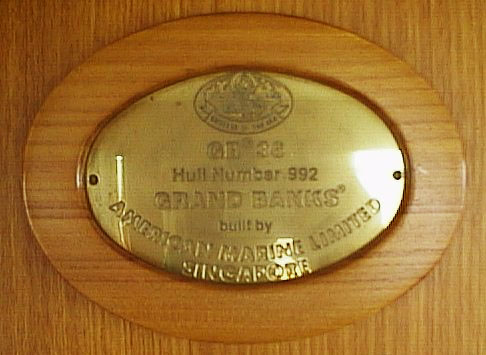 GB® 36
Hull Number 992
GRAND BANKS®
built by
AMERICAN MARINE LIMITED
SINGAPORE